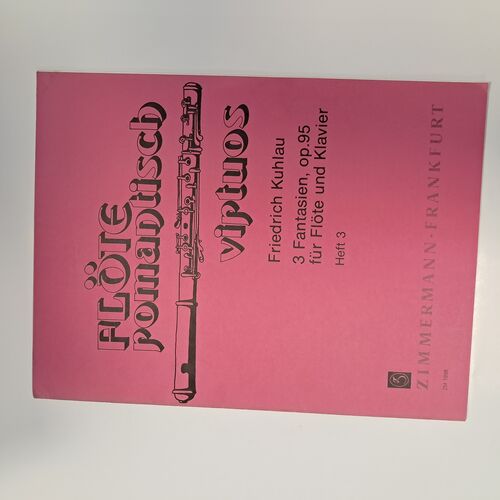 FLÖTE
romantisch
virtuos
Friedrich Kuhlau
3 Fantasien, op.95
für Flöte und Klavier
Heft 3
ZIMMERMANN · FRANKFURT